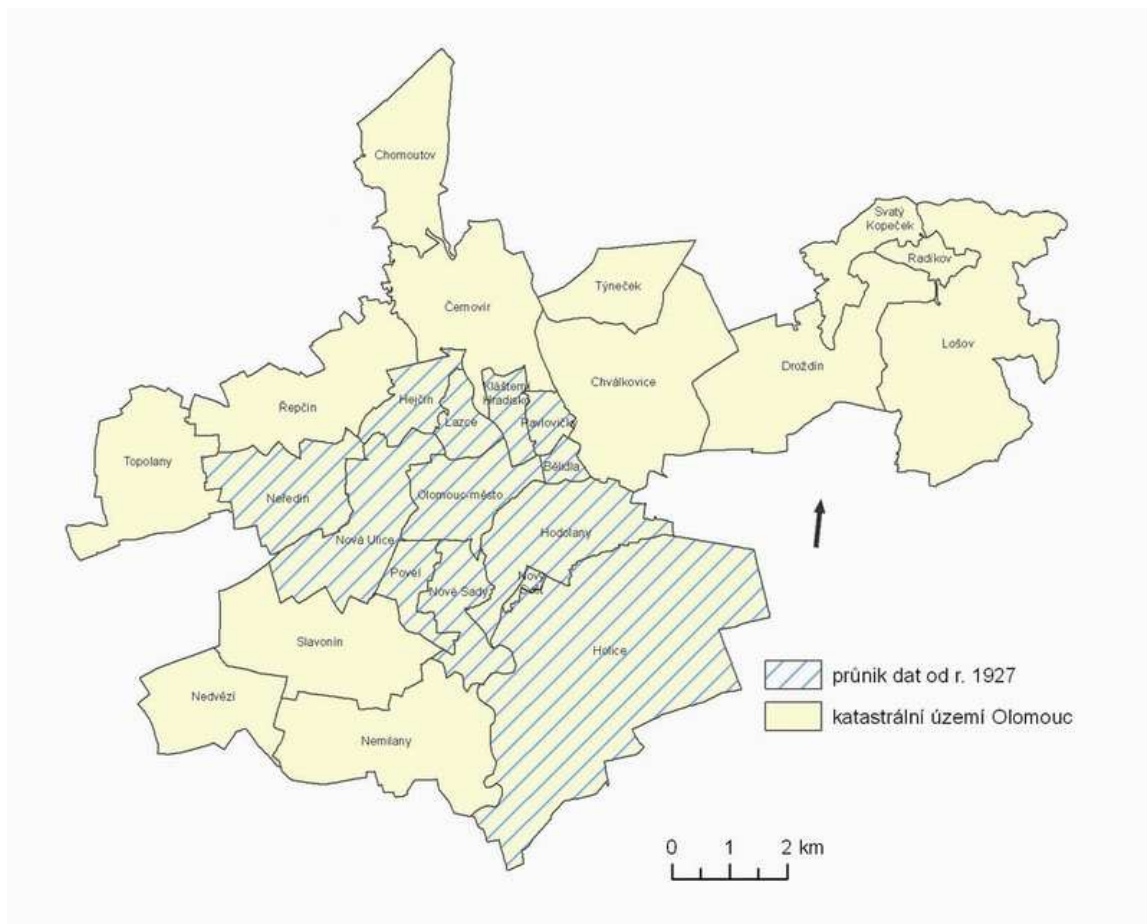 Chomoutov
Svatý
Kopeček
Radíkov
Týneček
Černovír
Lošov
Droždín
Chválkovice
Klášterní
Hradisko
Hejčín
Řepčín
Lazce
Pavlovičky
Topolany
Bělidla
Neředín
Olomouc-město
Hodolany
Nová Ulice
Povel
Nový
Svět
Nové Sady
Slavonín
Holice
průnik dat od r. 1927
Nedvězí
katastrální území Olomouc
Nemilany
0 1 2 km